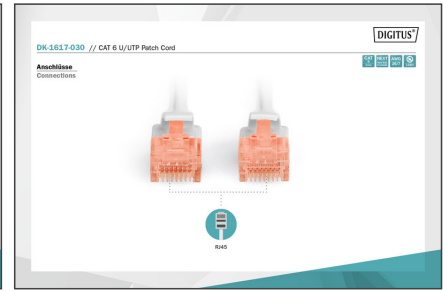 DIGITUS®
DK-1617-030 // CAT 6 U/UTP Patch Cord
Anschlüsse
Connections
RJ45